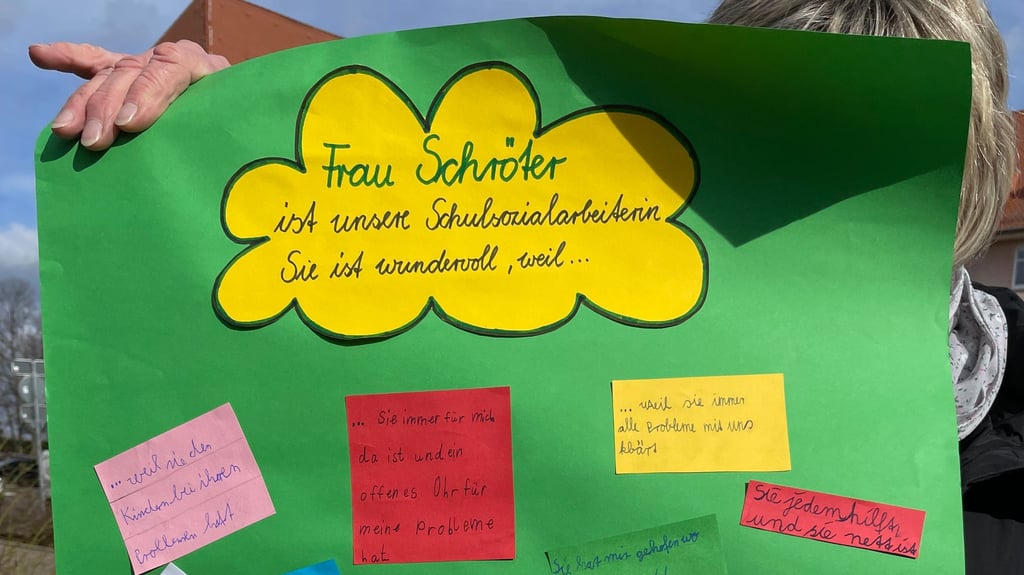 Frau Schröter
ist unsere Schulsozialarbeiterin
Sie ist wundervoll, weil...
... weil sie den
Kindern bei ihren
Problemen hilft
... Sie immer für mich
da ist und ein
offenes Ohr für
meine Probleme
hat
... weil sie immer
alle Probleme mit uns
klärt
Sie jedem hilft
und sie nett ist
Sie hat mir geholfen wo